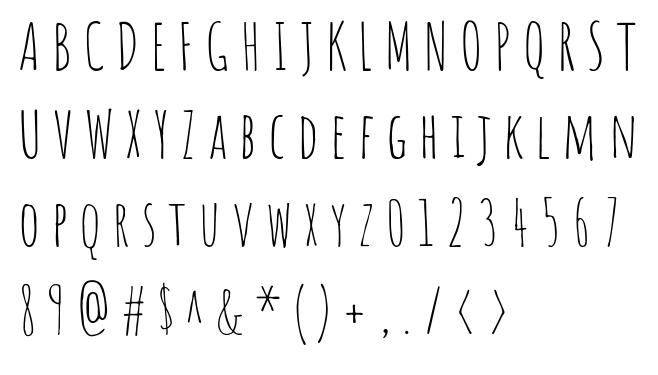 A B C D E F G H I J K L M N O P Q R S T
U V W X Y Z A B C D E F G H I J K L M N
O P Q R S T U V W X Y Z 0 1 2 3 4 5 6 7
8 9 @ # $ ^ & * ( ) + , . / < >